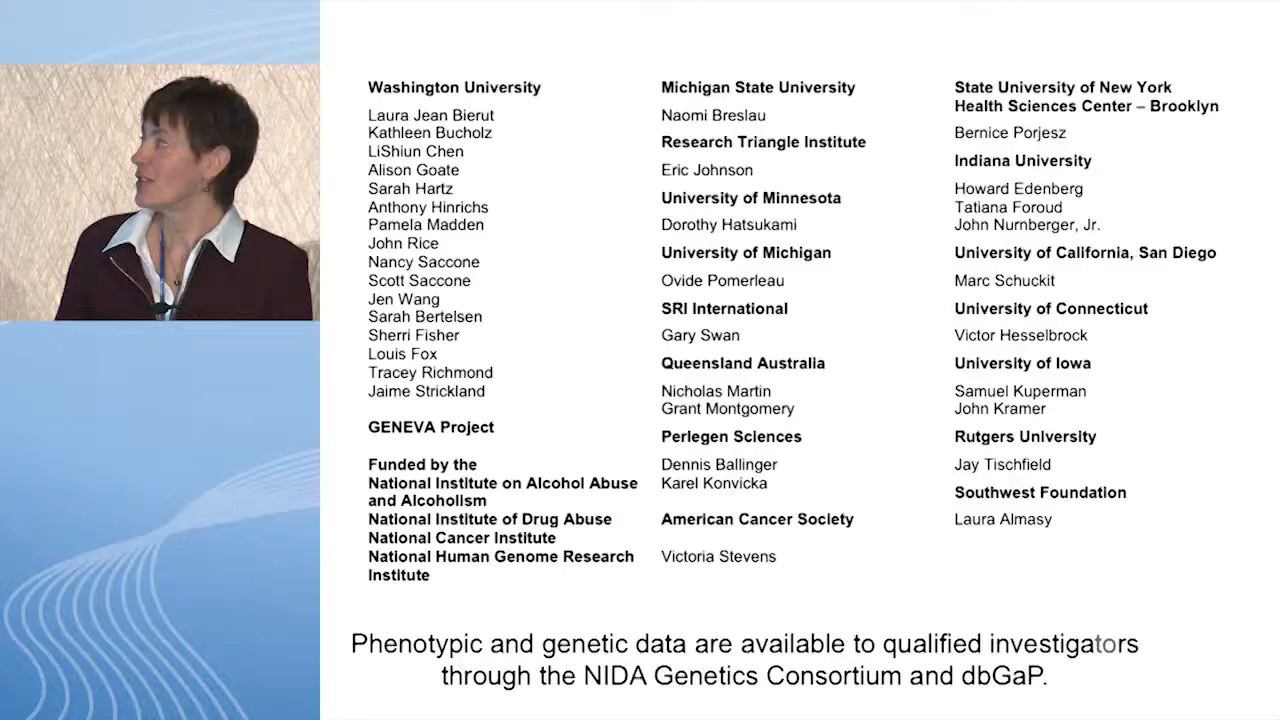 Washington University
Laura Jean Bierut
Kathleen Bucholz
LiShiun Chen
Alison Goate
Sarah Hartz
Anthony Hinrichs
Pamela Madden
John Rice
Nancy Saccone
Scott Saccone
Jen Wang
Sarah Bertelsen
Sherri Fisher
Louis Fox
Tracey Richmond
Jaime Strickland
GENEVA Project
Funded by the
National Institute on Alcohol Abuse
and Alcoholism
National Institute of Drug Abuse
National Cancer Institute
National Human Genome Research
Institute
Michigan State University
Naomi Breslau
Research Triangle Institute
Eric Johnson
University of Minnesota
Dorothy Hatsukami
University of Michigan
Ovide Pomerleau
SRI International
Gary Swan
Queensland Australia
Nicholas Martin
Grant Montgomery
Perlegen Sciences
Dennis Ballinger
Karel Konvicka
American Cancer Society
Victoria Stevens
State University of New York
Health Sciences Center – Brooklyn
Bernice Porjesz
Indiana University
Howard Edenberg
Tatiana Foroud
John Nurnberger, Jr.
University of California, San Diego
Marc Schuckit
University of Connecticut
Victor Hesselbrock
University of Iowa
Samuel Kuperman
John Kramer
Rutgers University
Jay Tischfield
Southwest Foundation
Laura Almasy
Phenotypic and genetic data are available to qualified investigators
through the NIDA Genetics Consortium and dbGaP.